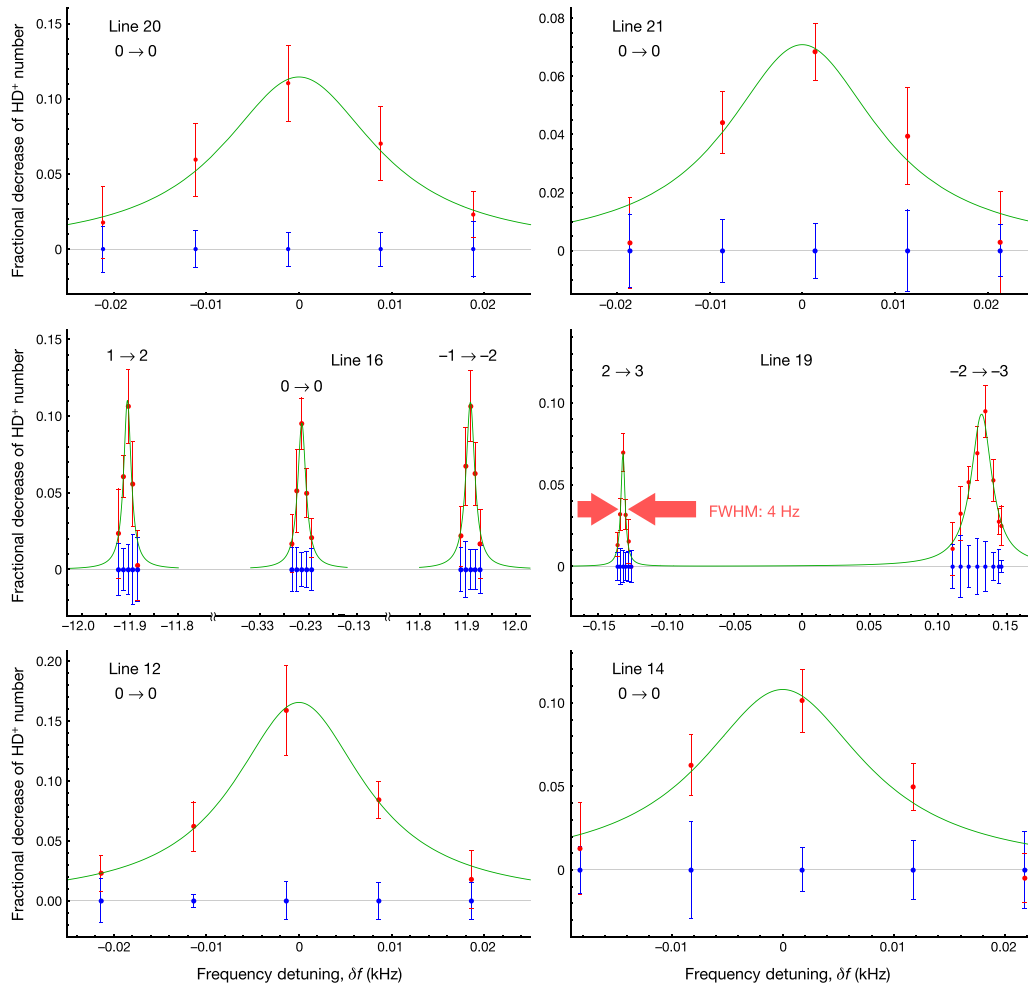 Line 20
0 → 0
0.15
0.10
0.05
0
−0.02
−0.01
0
0.01
0.02
Fractional decrease of HD⁺ number
Line 21
0 → 0
0.08
0.06
0.04
0.02
0
−0.02
−0.01
0
0.01
0.02
1 → 2
Line 16
−1 → −2
0 → 0
0.15
0.10
0.05
0
−12.0
−11.9
−11.8
−0.33
−0.23
−0.13
11.8
11.9
12.0
Fractional decrease of HD⁺ number
2 → 3
Line 19
−2 → −3
0.10
0.05
0
FWHM: 4 Hz
−0.15
−0.10
−0.05
0
0.05
0.10
0.15
Line 12
0 → 0
0.20
0.15
0.10
0.05
0.00
−0.02
−0.01
0
0.01
0.02
Fractional decrease of HD⁺ number
Frequency detuning, δf (kHz)
Line 14
0 → 0
0.10
0.05
0
−0.01
0
0.01
0.02
Frequency detuning, δf (kHz)